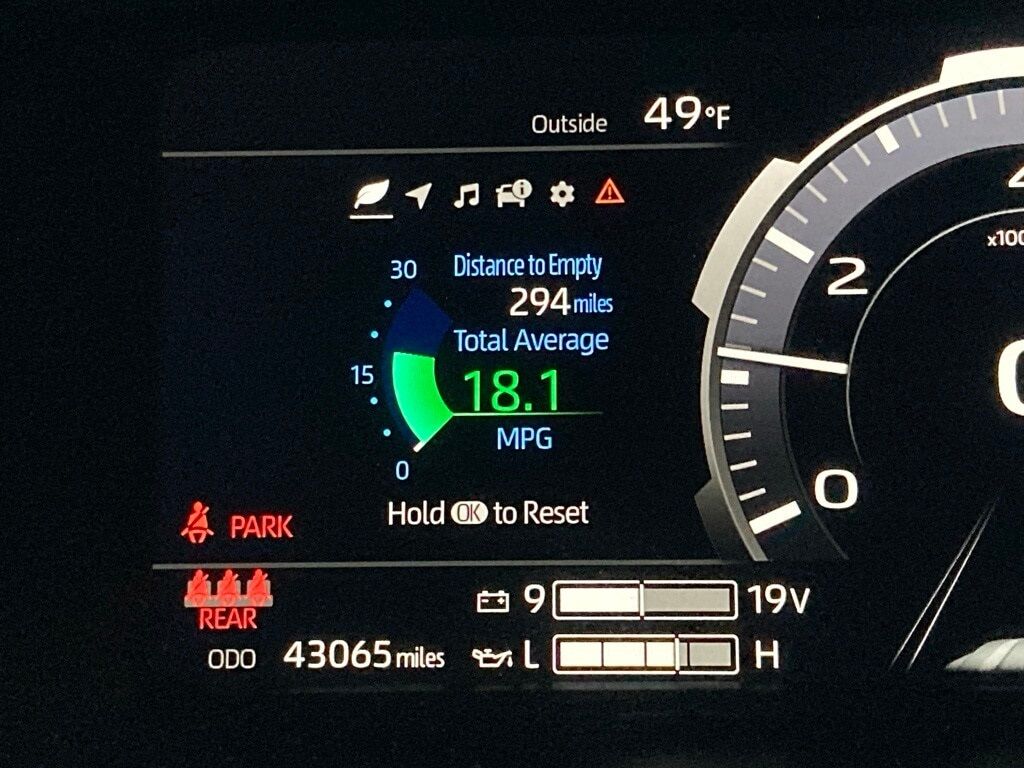 Outside 49°F
30
Distance to Empty
294 miles
Total Average
15
18.1
MPG
0
Hold OK to Reset
PARK
REAR
ODO 43065 miles
9 19V
L H
2
0